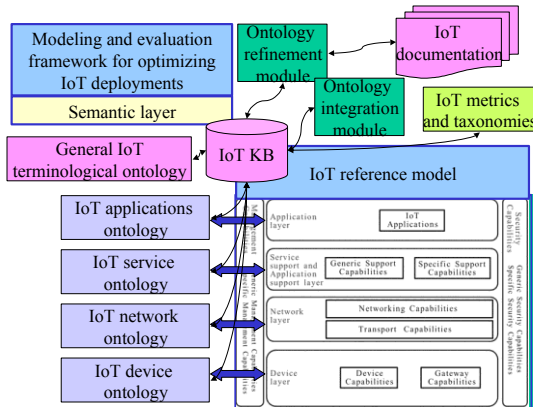 Modeling and evaluation
framework for optimizing
IoT deployments
Semantic layer
Ontology
refinement
module
IoT
documentation
Ontology
integration
module
IoT metrics
and taxonomies
General IoT
terminological ontology
IoT KB
IoT reference model
IoT applications
ontology
IoT service
ontology
IoT network
ontology
IoT device
ontology
Management
Capabilities
Generic Management Capabilities
Specific Management Capabilities
Application
layer
IoT
Applications
Service
support and
Application
support layer
Generic Support
Capabilities
Specific Support
Capabilities
Network
layer
Networking Capabilities
Transport Capabilities
Device
layer
Device
Capabilities
Gateway
Capabilities
Security
Capabilities
Generic Security Capabilities
Specific Security Capabilities